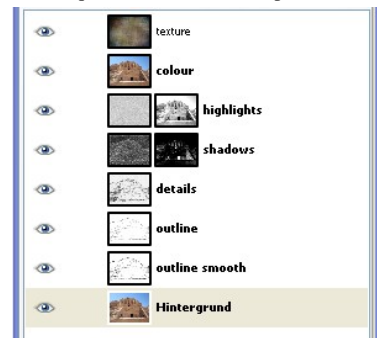 texture
colour
highlights
shadows
details
outline
outline smooth
Hintergrund